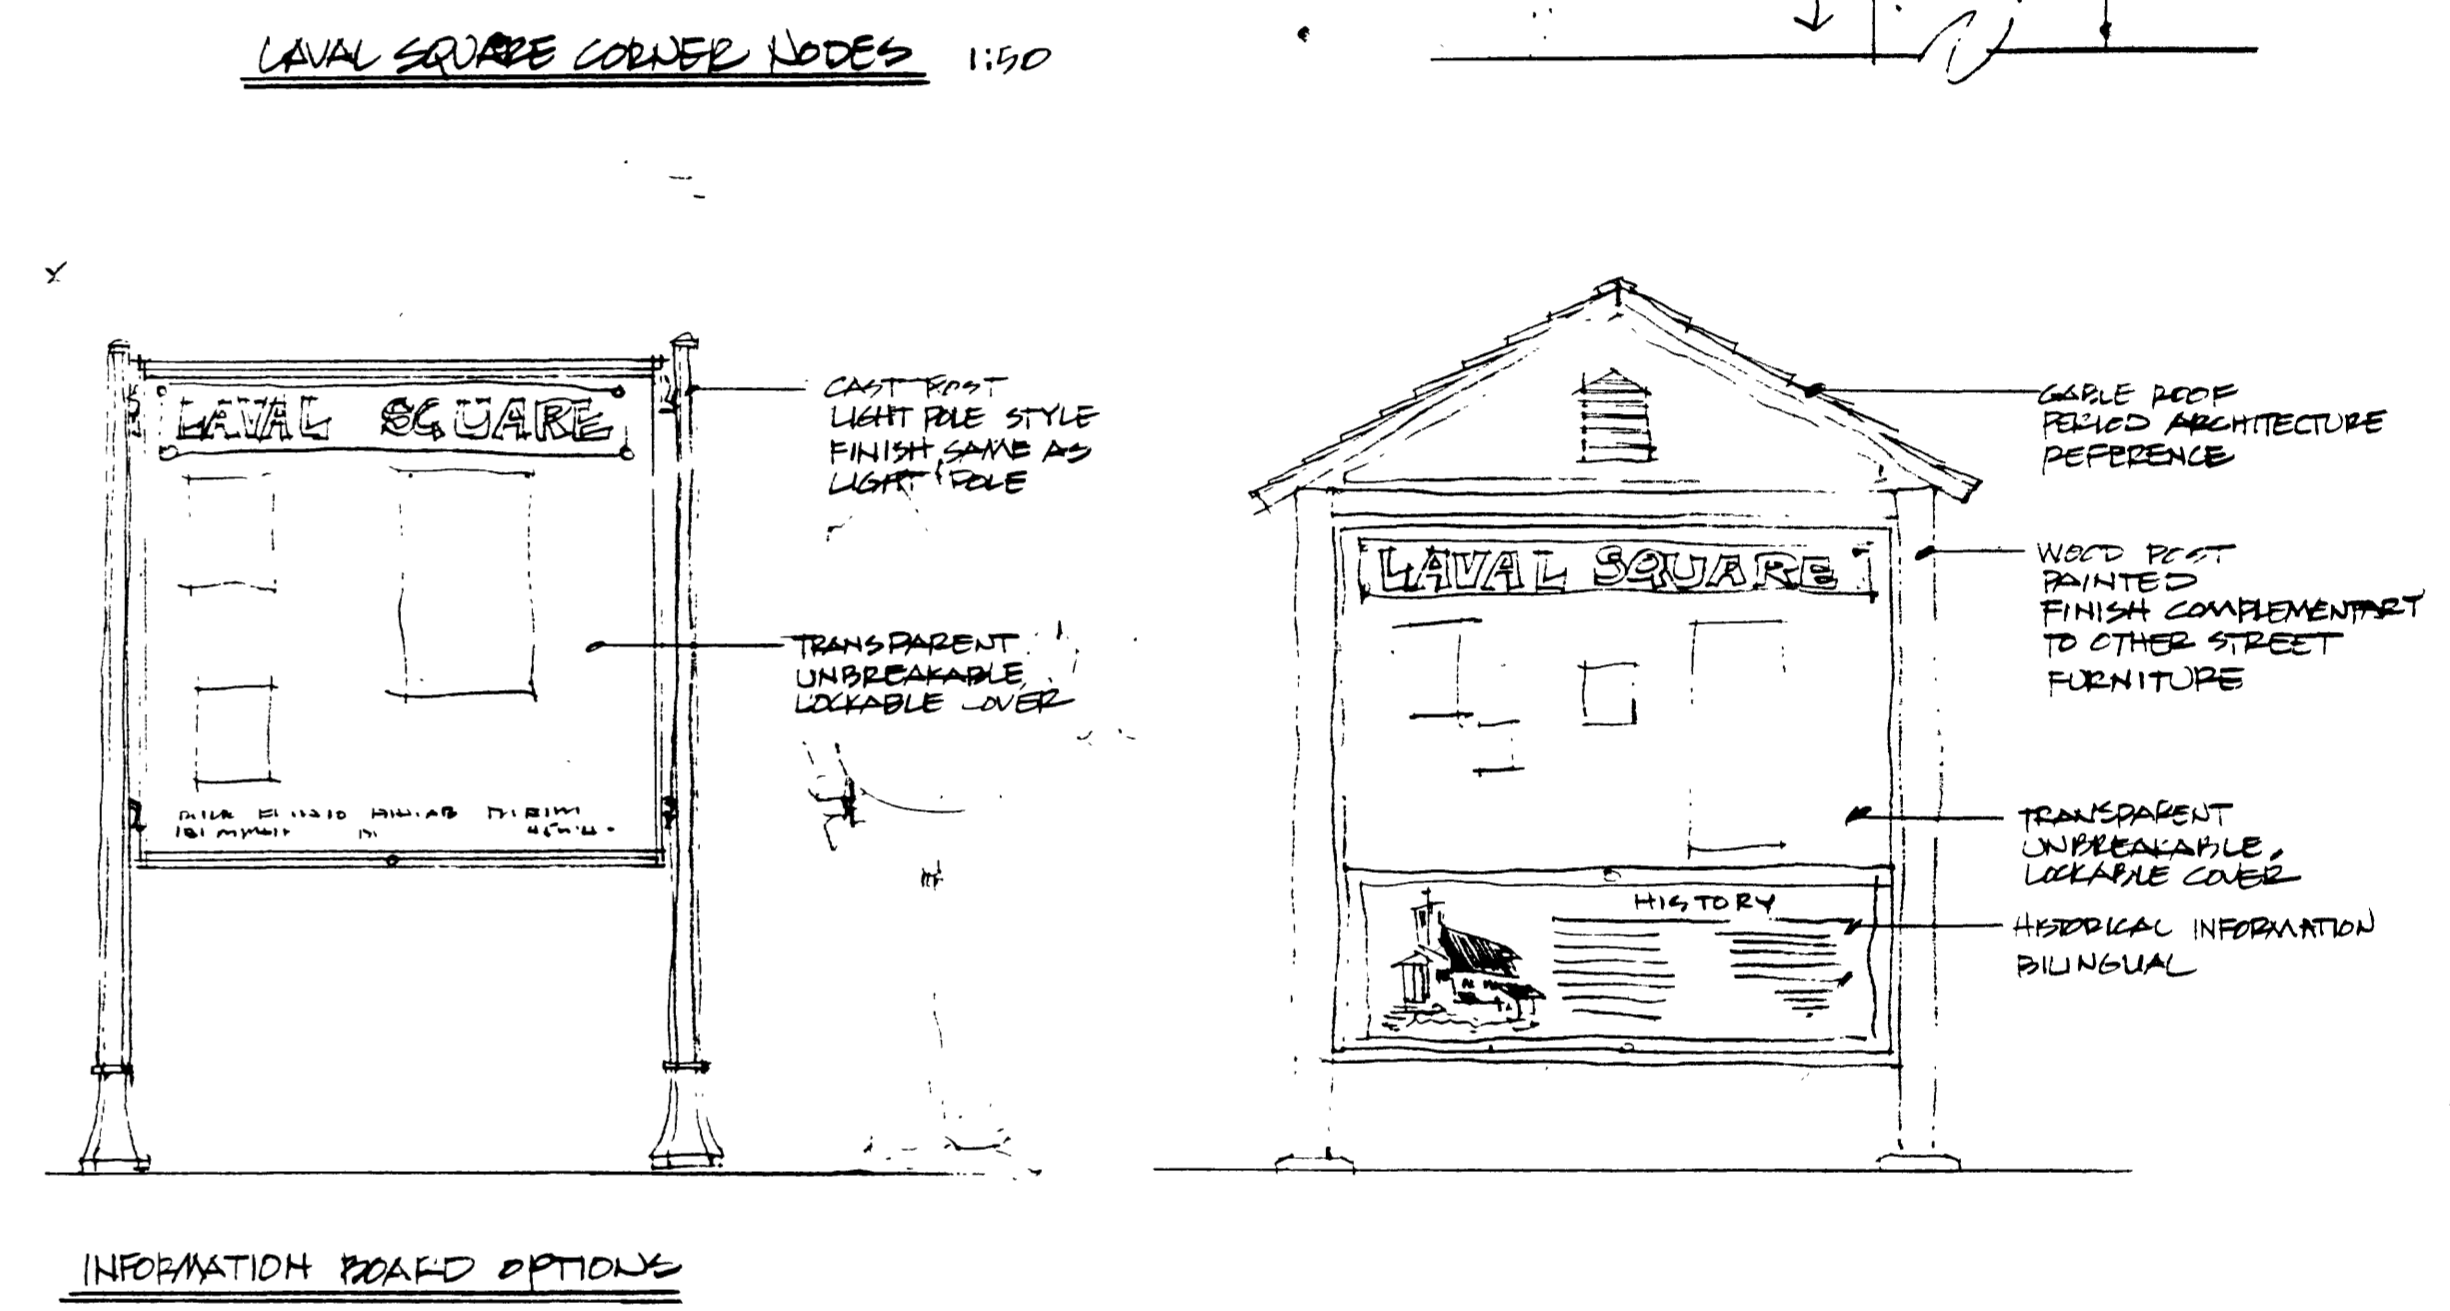 LAVAL SQUARE CORNER NODES 1:50
LAVAL SQUARE
CAST POST
LIGHT POLE STYLE
FINISH SAME AS
LIGHT POLE
TRANSPARENT
UNBREAKABLE,
LOCKABLE COVER
LAVAL SQUARE
HISTORY
GABLE ROOF
PERIOD ARCHITECTURE
REFERENCE
WOOD POST
PAINTED
FINISH COMPLEMENTARY
TO OTHER STREET
FURNITURE
TRANSPARENT
UNBREAKABLE,
LOCKABLE COVER
HISTORICAL INFORMATION
BILINGUAL
INFORMATION BOARD OPTIONS